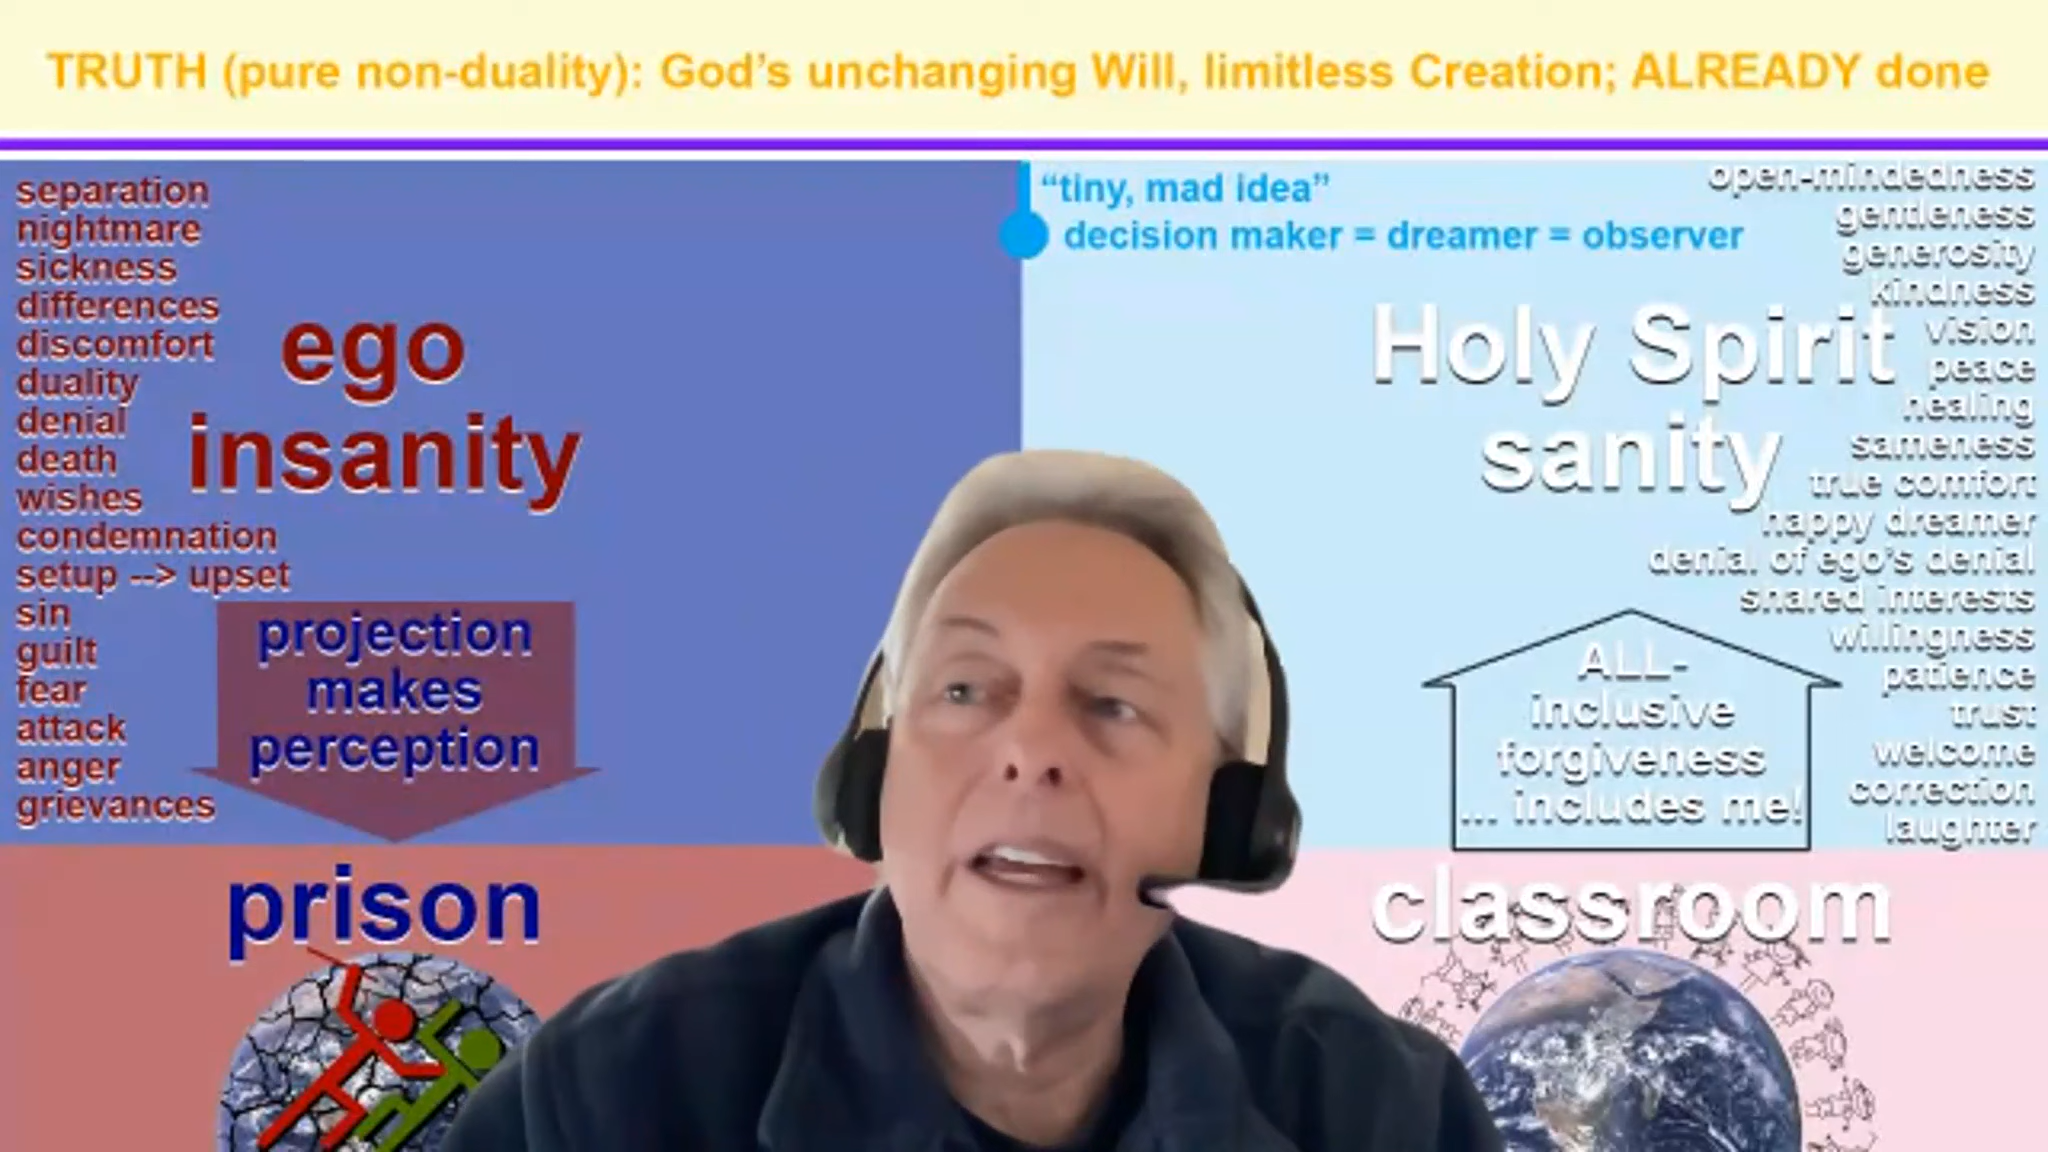 TRUTH (pure non-duality): God's unchanging Will, limitless Creation; ALREADY done
"tiny, mad idea"
decision maker = dreamer = observer
separation
nightmare
sickness
differences
discomfort
duality
denial
death
wishes
condemnation
setup --> upset
sin
guilt
fear
attack
anger
grievances
ego
insanity
projection
makes
perception
prison
Holy Spirit
sanity
open-mindedness
gentleness
generosity
kindness
vision
peace
healing
sameness
true comfort
happy dreamer
denial of ego's denial
shared interests
willingness
patience
trust
welcome
correction
laughter
ALL-
inclusive
forgiveness
... includes me!
classroom